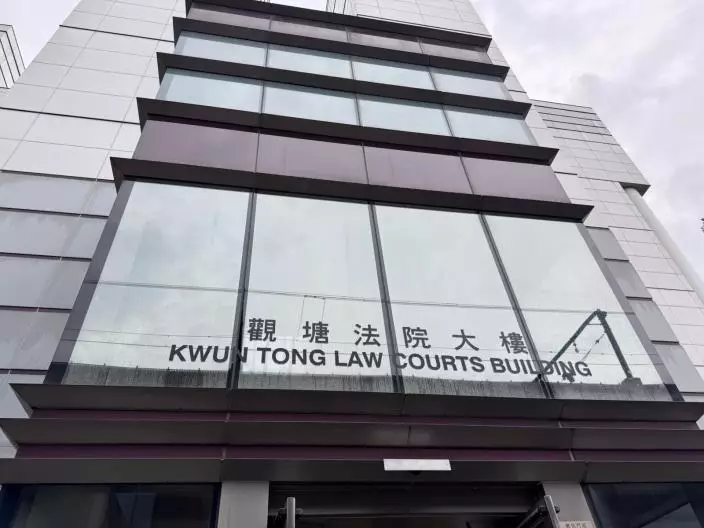 觀塘法院大樓
KWUN TONG LAW COURTS BUILDING